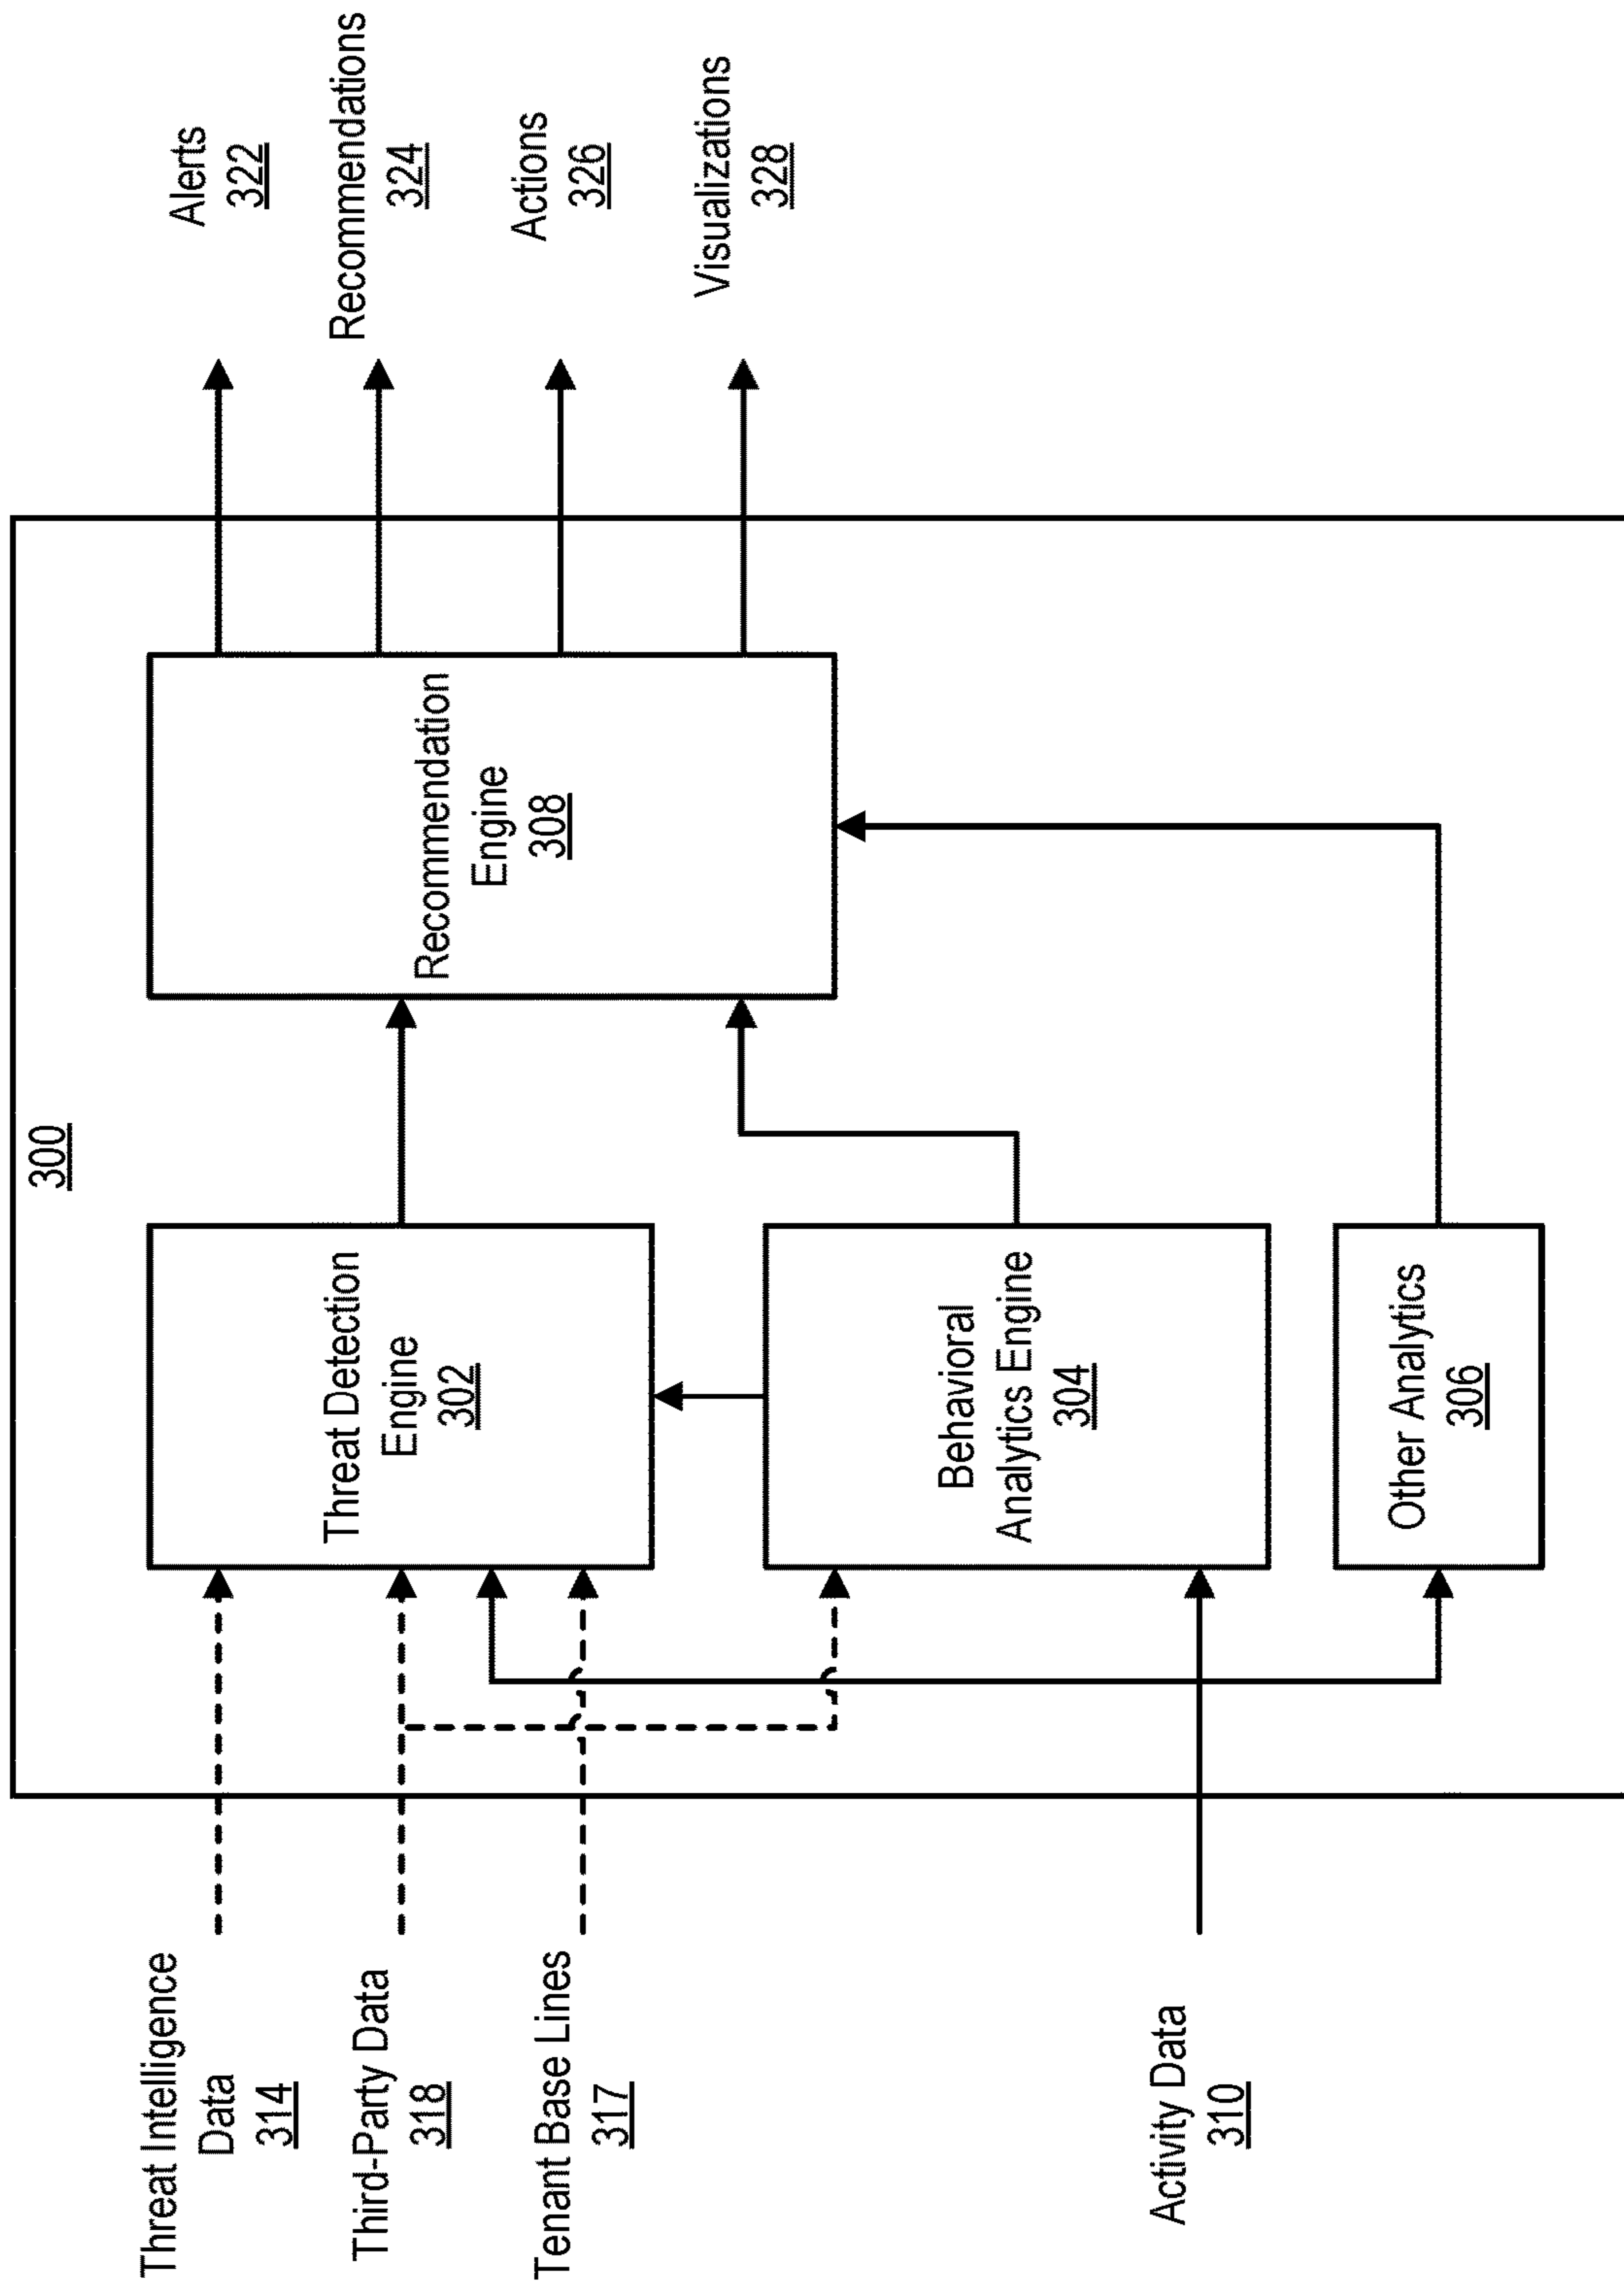 300
Threat Intelligence
Data
314
Third-Party Data
318
Tenant Base Lines
317
Activity Data
310
Threat Detection
Engine
302
Behavioral
Analytics Engine
304
Other Analytics
306
Recommendation
Engine
308
Alerts
322
Recommendations
324
Actions
326
Visualizations
328